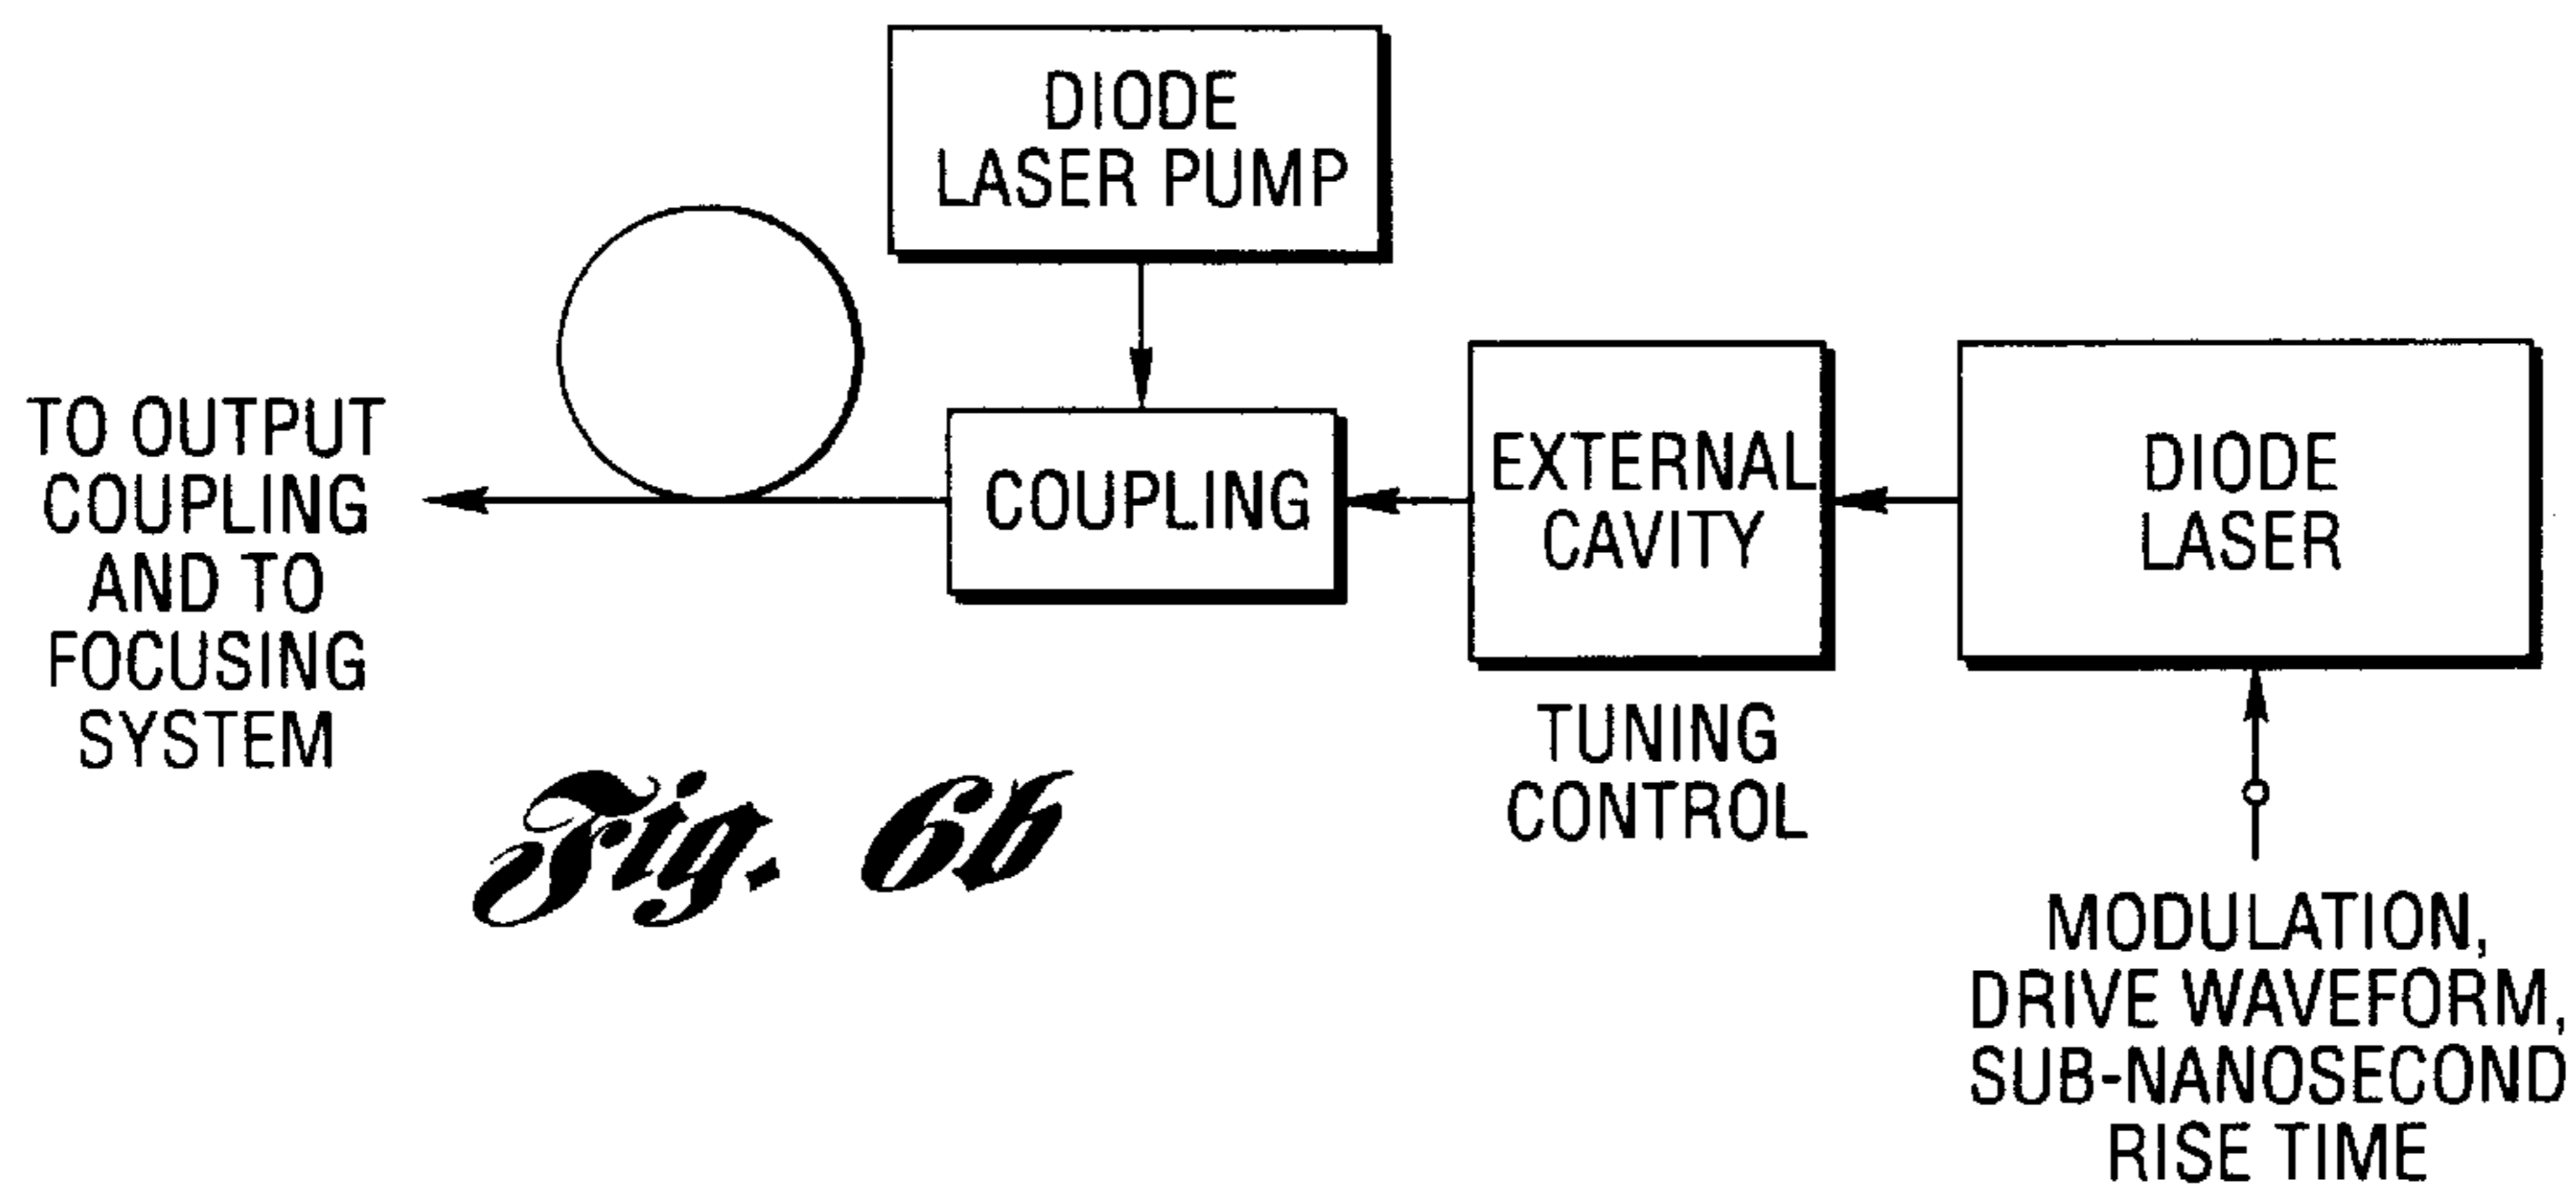 DIODE
LASER PUMP
TO OUTPUT
COUPLING
AND TO
FOCUSING
SYSTEM
COUPLING
EXTERNAL
CAVITY
DIODE
LASER
TUNING
CONTROL
MODULATION,
DRIVE WAVEFORM,
SUB-NANOSECOND
RISE TIME
Fig. 6b